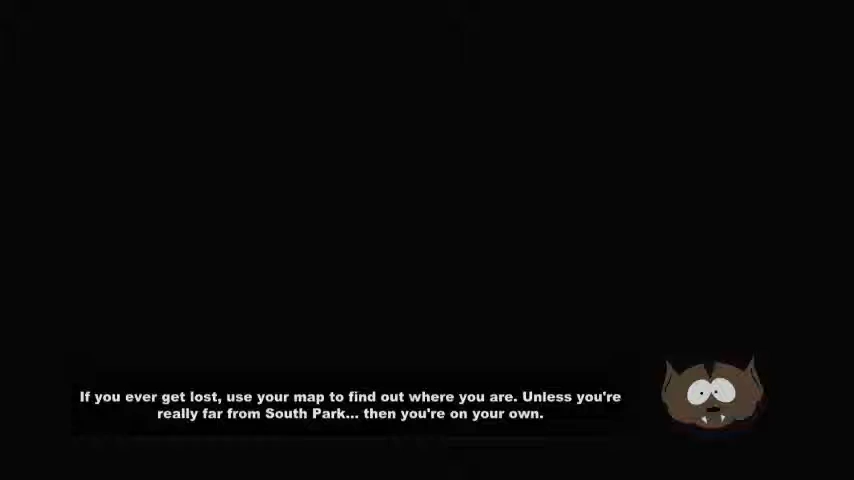 If you ever get lost, use your map to find out where you are. Unless you're
really far from South Park... then you're on your own.